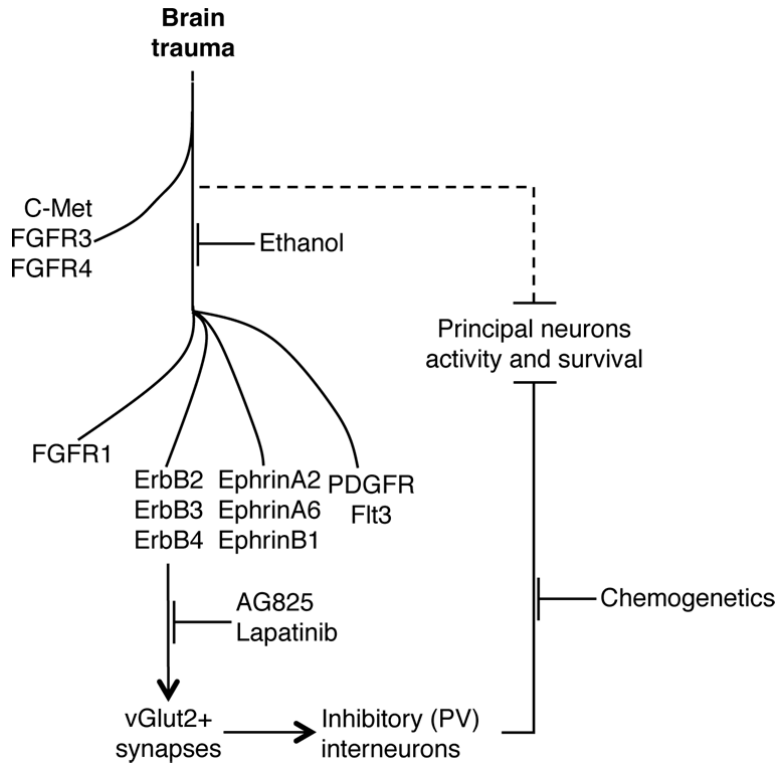 Brain
trauma
C-Met
FGFR3
FGFR4
Ethanol
Principal neurons
activity and survival
FGFR1
ErbB2
ErbB3
ErbB4
EphrinA2
EphrinA6
EphrinB1
PDGFR
Flt3
AG825
Lapatinib
Chemogenetics
vGlut2+
synapses
Inhibitory (PV)
interneurons